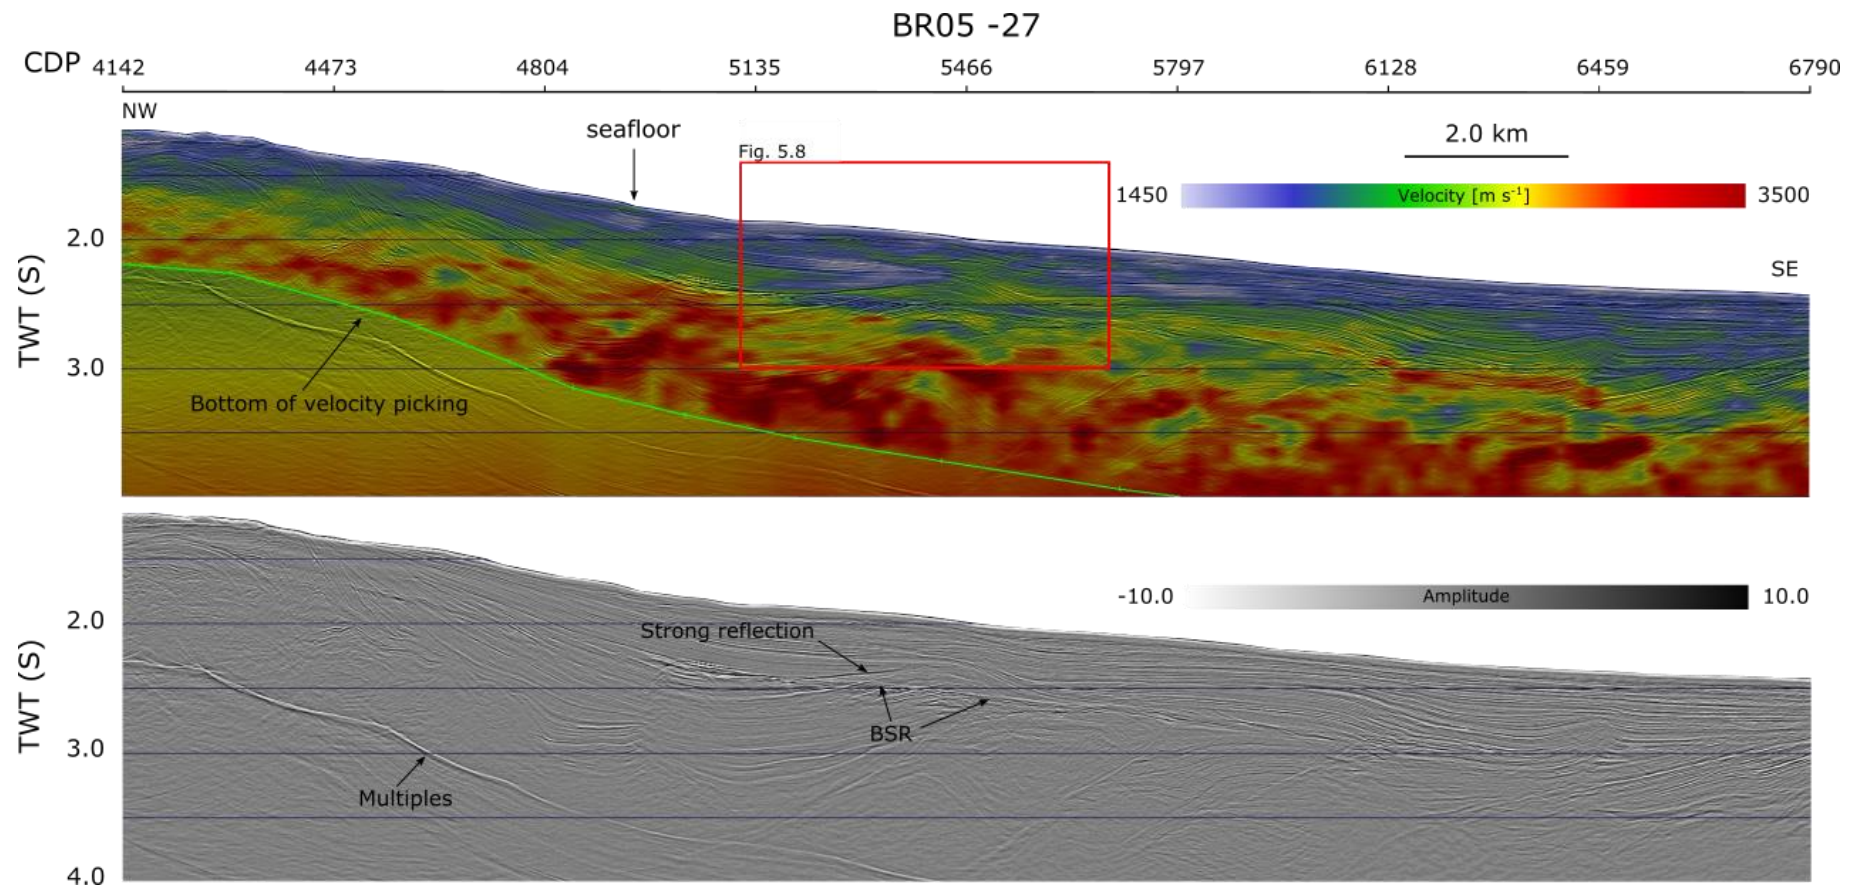 BR05 -27
CDP 4142 4473 4804 5135 5466 5797 6128 6459 6790
NW
seafloor
2.0 km
Fig. 5.8
1450 Velocity [m s⁻¹] 3500
2.0
SE
TWT (S)
3.0
Bottom of velocity picking
-10.0 Amplitude 10.0
2.0
Strong reflection
TWT (S)
BSR
3.0
Multiples
4.0